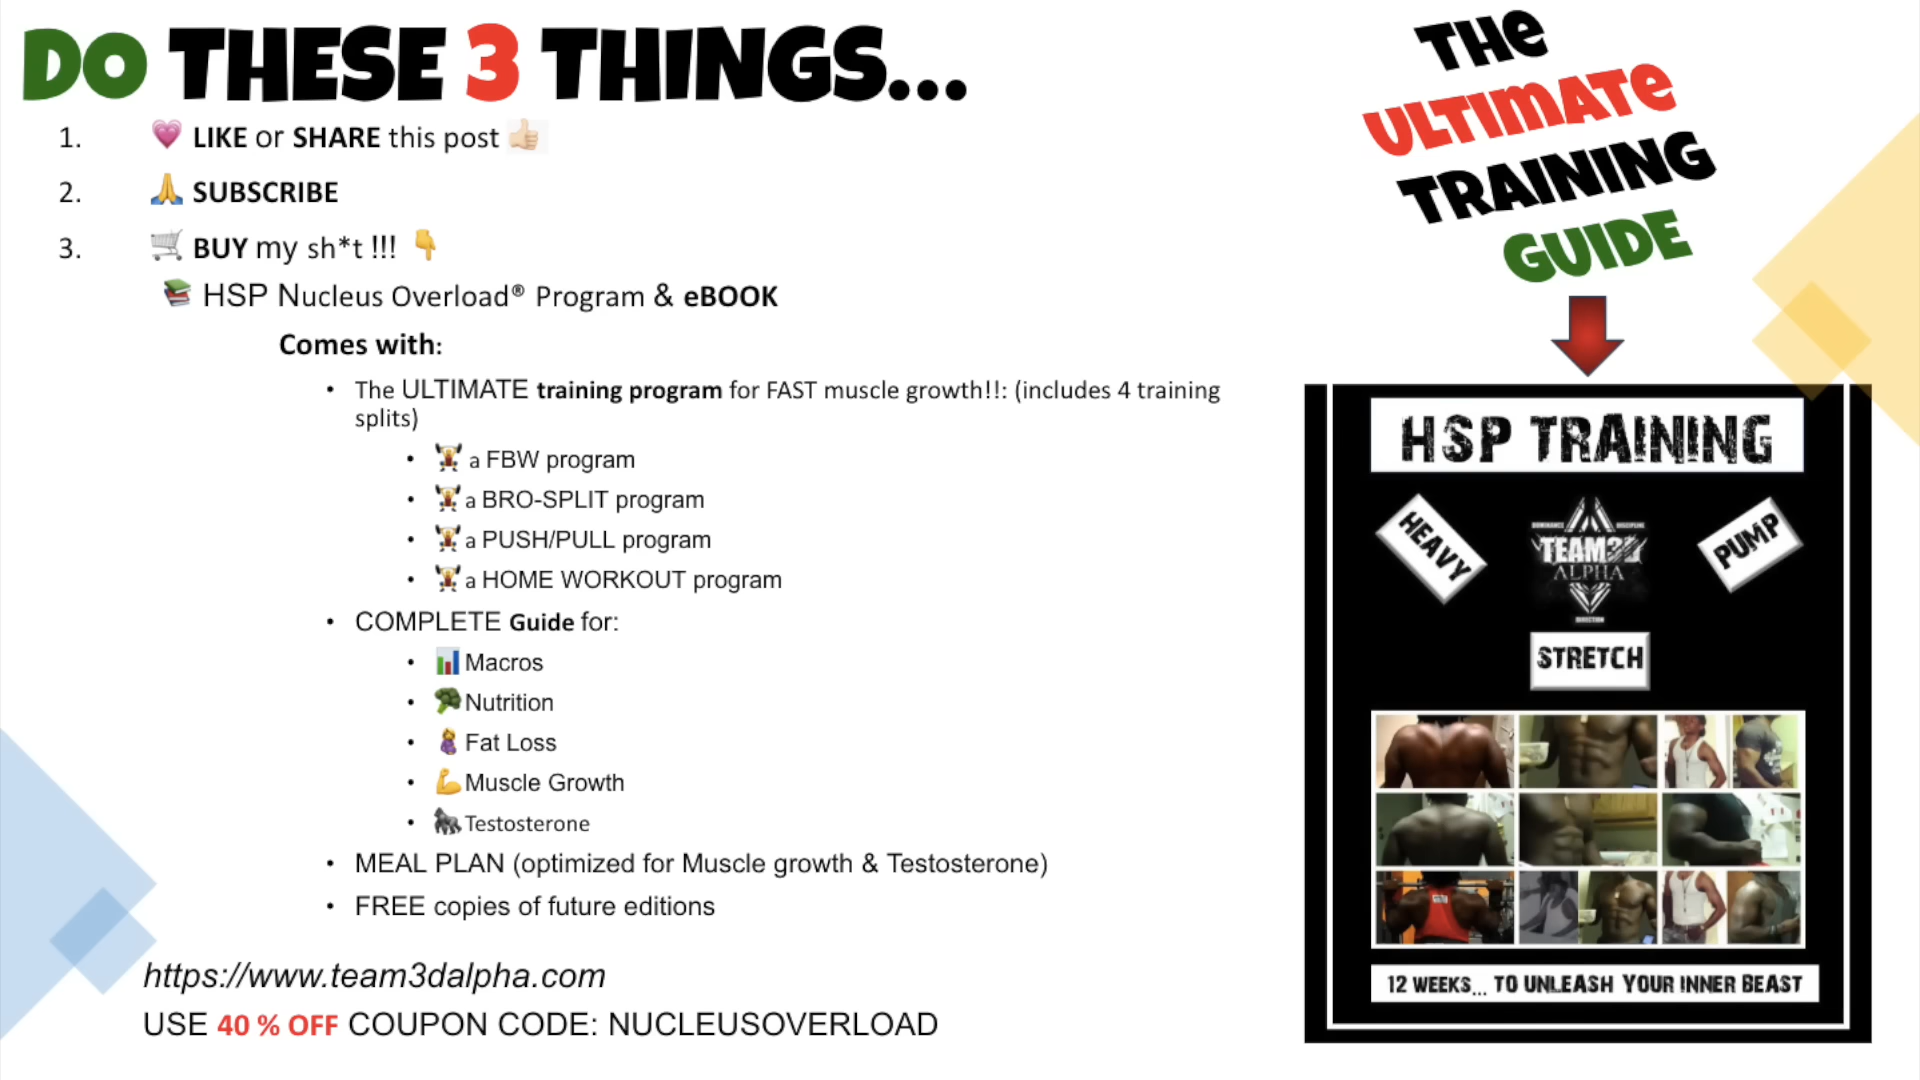 DO THESE 3 THINGS...
1. 💗 LIKE or SHARE this post 👍🏻
2. 🙏 SUBSCRIBE
3. 🛒 BUY my sh*t !!! 👇
📚 HSP Nucleus Overload® Program & eBOOK
Comes with:
• The ULTIMATE training program for FAST muscle growth!!: (includes 4 training
splits)
• 🏋 a FBW program
• 🏋 a BRO-SPLIT program
• 🏋 a PUSH/PULL program
• 🏋 a HOME WORKOUT program
• COMPLETE Guide for:
• 📊 Macros
• 🥦 Nutrition
• 🤰 Fat Loss
• 💪 Muscle Growth
• 🦍 Testosterone
• MEAL PLAN (optimized for Muscle growth & Testosterone)
• FREE copies of future editions
https://www.team3dalpha.com
USE 40 % OFF COUPON CODE: NUCLEUSOVERLOAD
THe
ULTIMATe
TRAINING
GUIDE
HSP TRAINING
HEAVY
PUMP
DOMINANCE DISCIPLINE
TEAM3D
ALPHA
DIRECTION
STRETCH
12 WEEKS... TO UNLEASH YOUR INNER BEAST